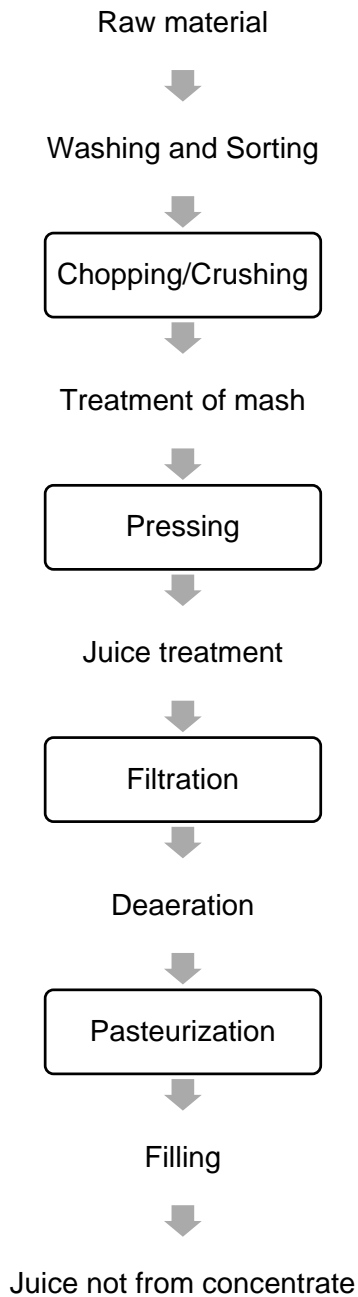 Raw material
Washing and Sorting
Chopping/Crushing
Treatment of mash
Pressing
Juice treatment
Filtration
Deaeration
Pasteurization
Filling
Juice not from concentrate